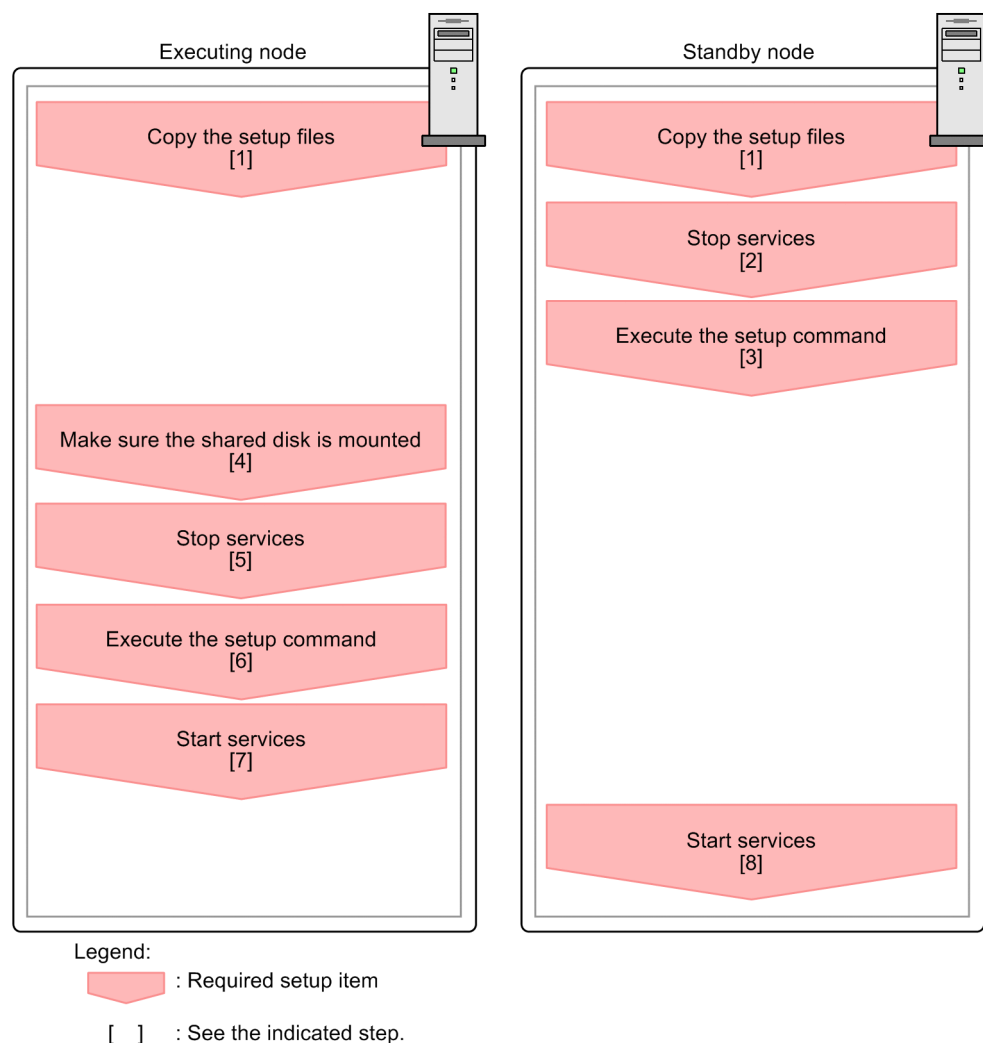 Executing node
Copy the setup files
[1]
Make sure the shared disk is mounted
[4]
Stop services
[5]
Execute the setup command
[6]
Start services
[7]
Standby node
Copy the setup files
[1]
Stop services
[2]
Execute the setup command
[3]
Start services
[8]
Legend:
: Required setup item
[ ] : See the indicated step.